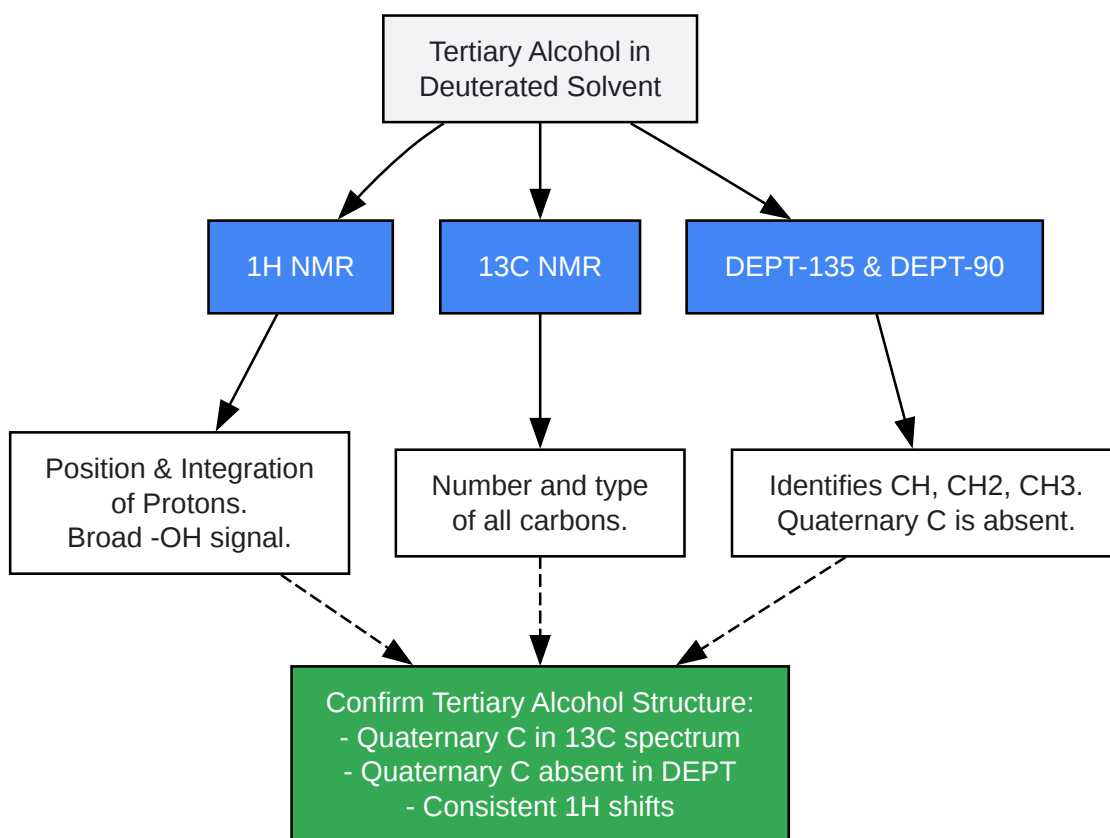 Tertiary Alcohol in
Deuterated Solvent
1H NMR
13C NMR
DEPT-135 & DEPT-90
Position & Integration
of Protons.
Broad -OH signal.
Number and type
of all carbons.
Identifies CH, CH2, CH3.
Quaternary C is absent.
Confirm Tertiary Alcohol Structure:
- Quaternary C in 13C spectrum
- Quaternary C absent in DEPT
- Consistent 1H shifts